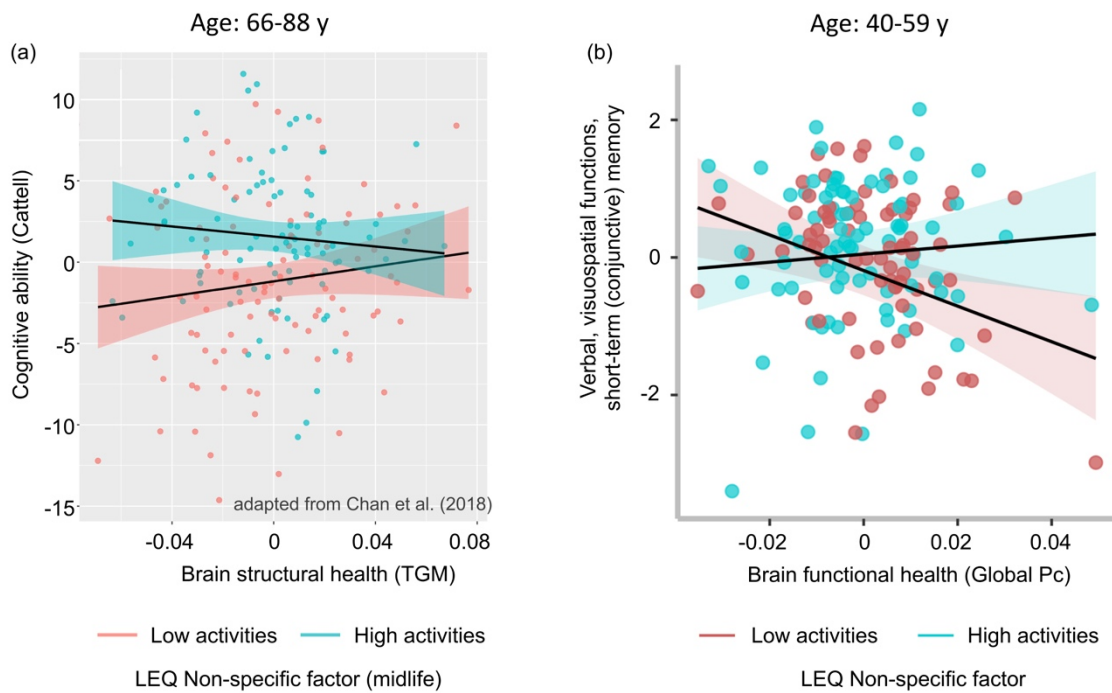 Age: 66-88 y
(a)
Cognitive ability (Cattell)
10
5
0
-5
-10
-15
adapted from Chan et al. (2018)
-0.04
0
0.04
0.08
Brain structural health (TGM)
Low activities
High activities
LEQ Non-specific factor (midlife)
Age: 40-59 y
(b)
Verbal, visuospatial functions,
short-term (conjunctive) memory
2
0
-2
-0.02
0
0.02
0.04
Brain functional health (Global Pc)
Low activities
High activities
LEQ Non-specific factor